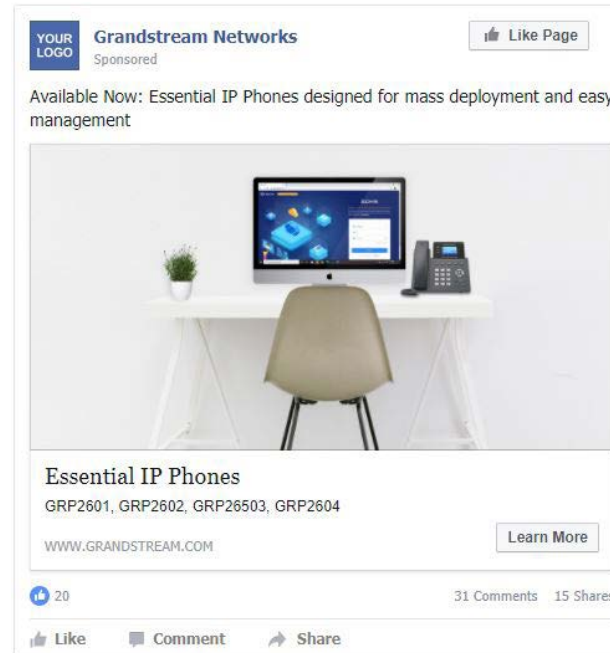 YOUR
LOGO
Grandstream Networks
Sponsored
Like Page
Available Now: Essential IP Phones designed for mass deployment and easy
management
Essential IP Phones
GRP2601, GRP2602, GRP26503, GRP2604
WWW.GRANDSTREAM.COM
Learn More
20
31 Comments 15 Shares
Like Comment Share